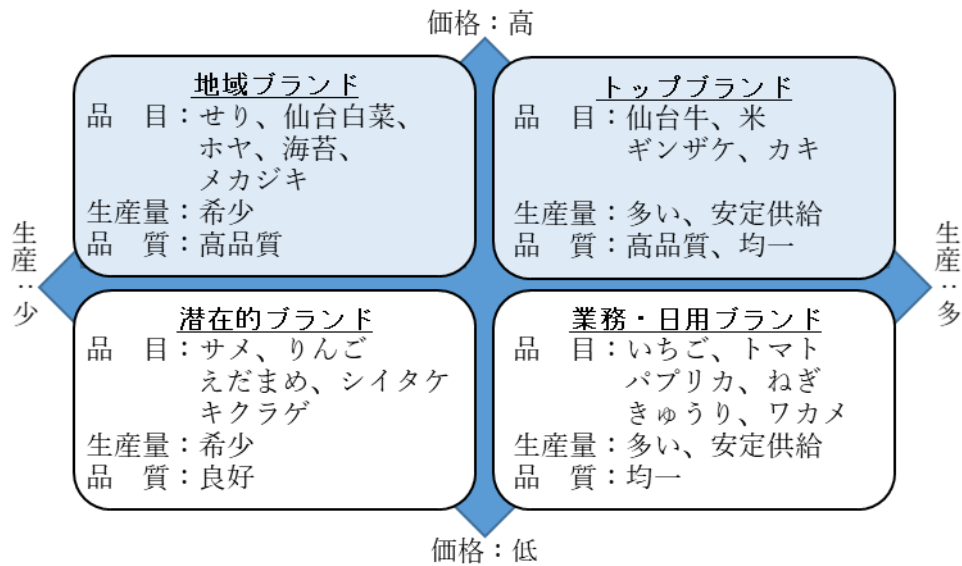 価格：高
地域ブランド
品　目：せり、仙台白菜、
ホヤ、海苔、
メカジキ
生産量：希少
品　質：高品質
トップブランド
品　目：仙台牛、米
ギンザケ、カキ
生産量：多い、安定供給
品　質：高品質、均一
生産：少
生産：多
潜在的ブランド
品　目：サメ、りんご
えだまめ、シイタケ
キクラゲ
生産量：希少
品　質：良好
業務・日用ブランド
品　目：いちご、トマト
パプリカ、ねぎ
きゅうり、ワカメ
生産量：多い、安定供給
品　質：均一
価格：低